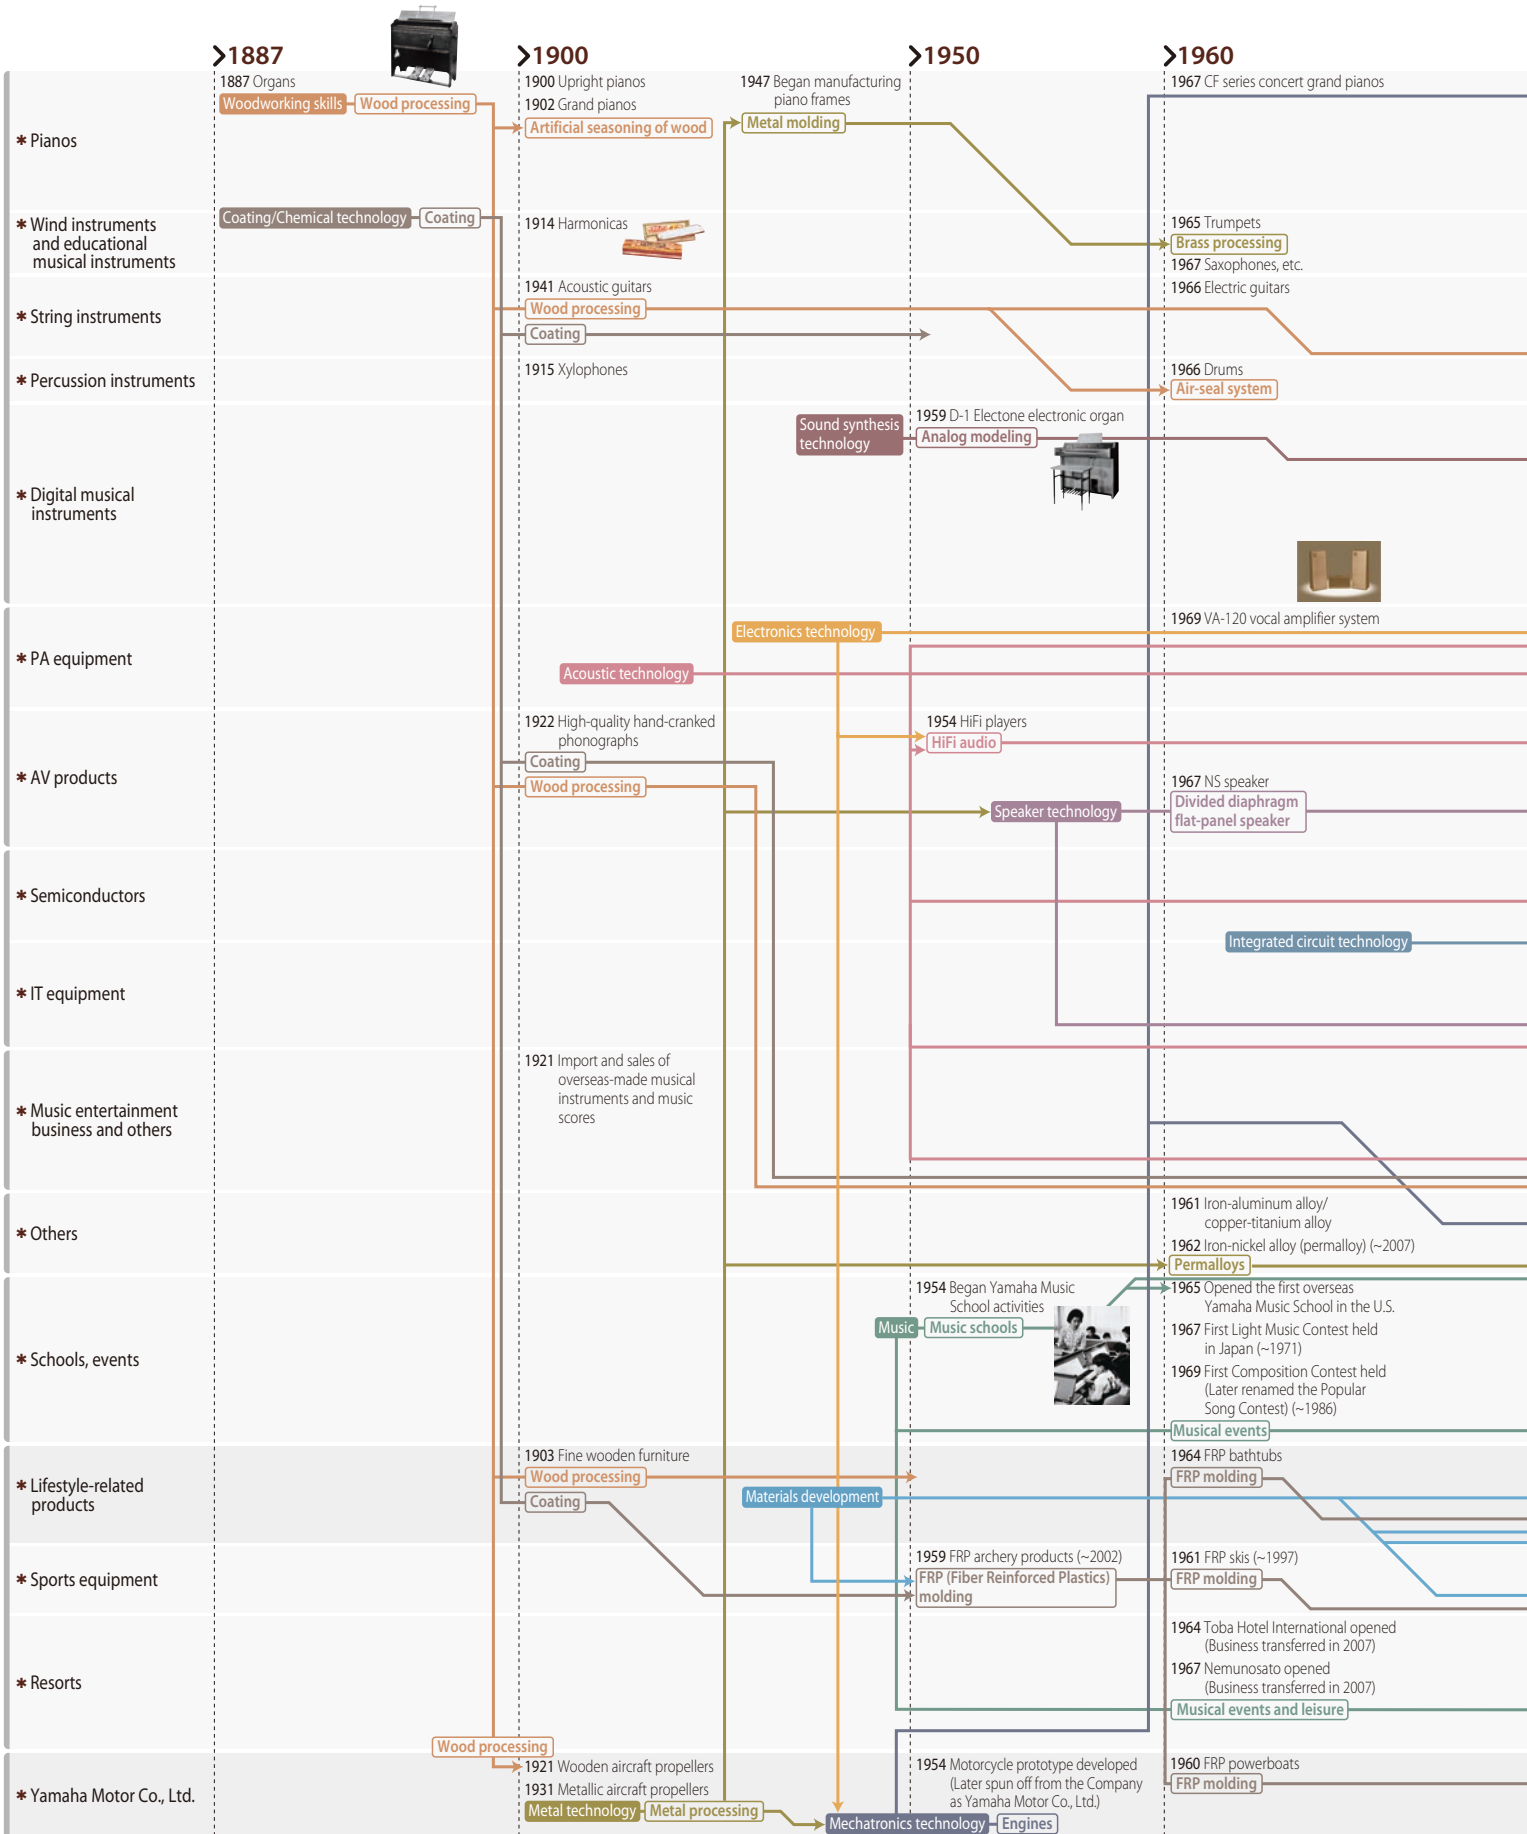 1887
1900
1950
1960
✱ Pianos
1887 Organs
Woodworking skills
Wood processing
1900 Upright pianos
1902 Grand pianos
Artificial seasoning of wood
1947 Began manufacturing
piano frames
Metal molding
1967 CF series concert grand pianos
✱ Wind instruments
and educational
musical instruments
Coating/Chemical technology
Coating
1914 Harmonicas
1965 Trumpets
Brass processing
1967 Saxophones, etc.
✱ String instruments
1941 Acoustic guitars
Wood processing
Coating
1966 Electric guitars
✱ Percussion instruments
1915 Xylophones
1966 Drums
Air-seal system
✱ Digital musical
instruments
Sound synthesis
technology
1959 D-1 Electone electronic organ
Analog modeling
✱ PA equipment
Electronics technology
Acoustic technology
1969 VA-120 vocal amplifier system
✱ AV products
1922 High-quality hand-cranked
phonographs
Coating
Wood processing
1954 HiFi players
HiFi audio
Speaker technology
1967 NS speaker
Divided diaphragm
flat-panel speaker
✱ Semiconductors
Integrated circuit technology
✱ IT equipment
✱ Music entertainment
business and others
1921 Import and sales of
overseas-made musical
instruments and music
scores
✱ Others
1961 Iron-aluminum alloy/
copper-titanium alloy
1962 Iron-nickel alloy (permalloy) (~2007)
Permalloys
✱ Schools, events
1954 Began Yamaha Music
School activities
Music
Music schools
1965 Opened the first overseas
Yamaha Music School in the U.S.
1967 First Light Music Contest held
in Japan (~1971)
1969 First Composition Contest held
(Later renamed the Popular
Song Contest) (~1986)
Musical events
✱ Lifestyle-related
products
1903 Fine wooden furniture
Wood processing
Coating
Materials development
1964 FRP bathtubs
FRP molding
✱ Sports equipment
1959 FRP archery products (~2002)
FRP (Fiber Reinforced Plastics)
molding
1961 FRP skis (~1997)
FRP molding
✱ Resorts
1964 Toba Hotel International opened
(Business transferred in 2007)
1967 Nemunosato opened
(Business transferred in 2007)
Musical events and leisure
✱ Yamaha Motor Co., Ltd.
Wood processing
1921 Wooden aircraft propellers
1931 Metallic aircraft propellers
Metal technology
Metal processing
1954 Motorcycle prototype developed
(Later spun off from the Company
as Yamaha Motor Co., Ltd.)
Mechatronics technology
Engines
1960 FRP powerboats
FRP molding